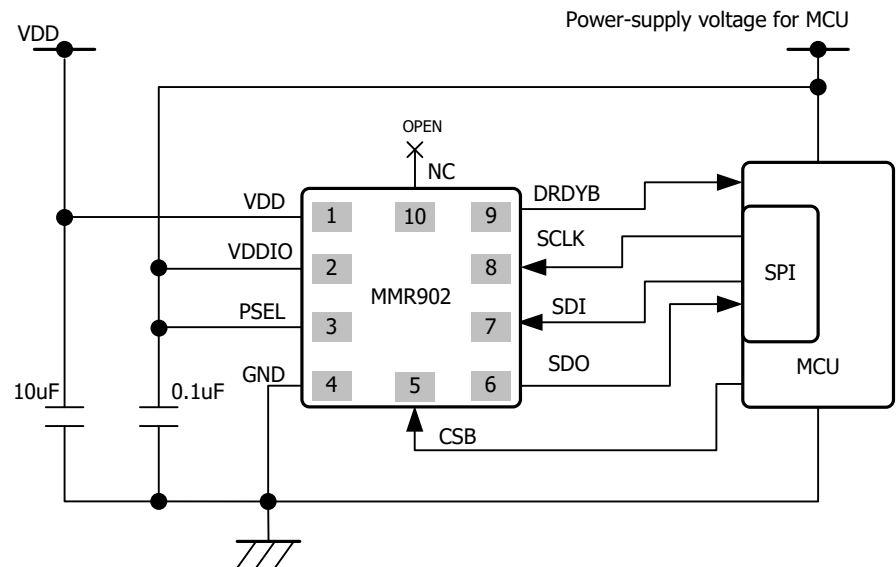 VDD
Power-supply voltage for MCU
OPEN
NC
VDD
1
10
9
DRDYB
VDDIO
2
8
SCLK
MMR902
SPI
PSEL
3
7
SDI
GND
4
5
6
SDO
MCU
10uF
0.1uF
CSB